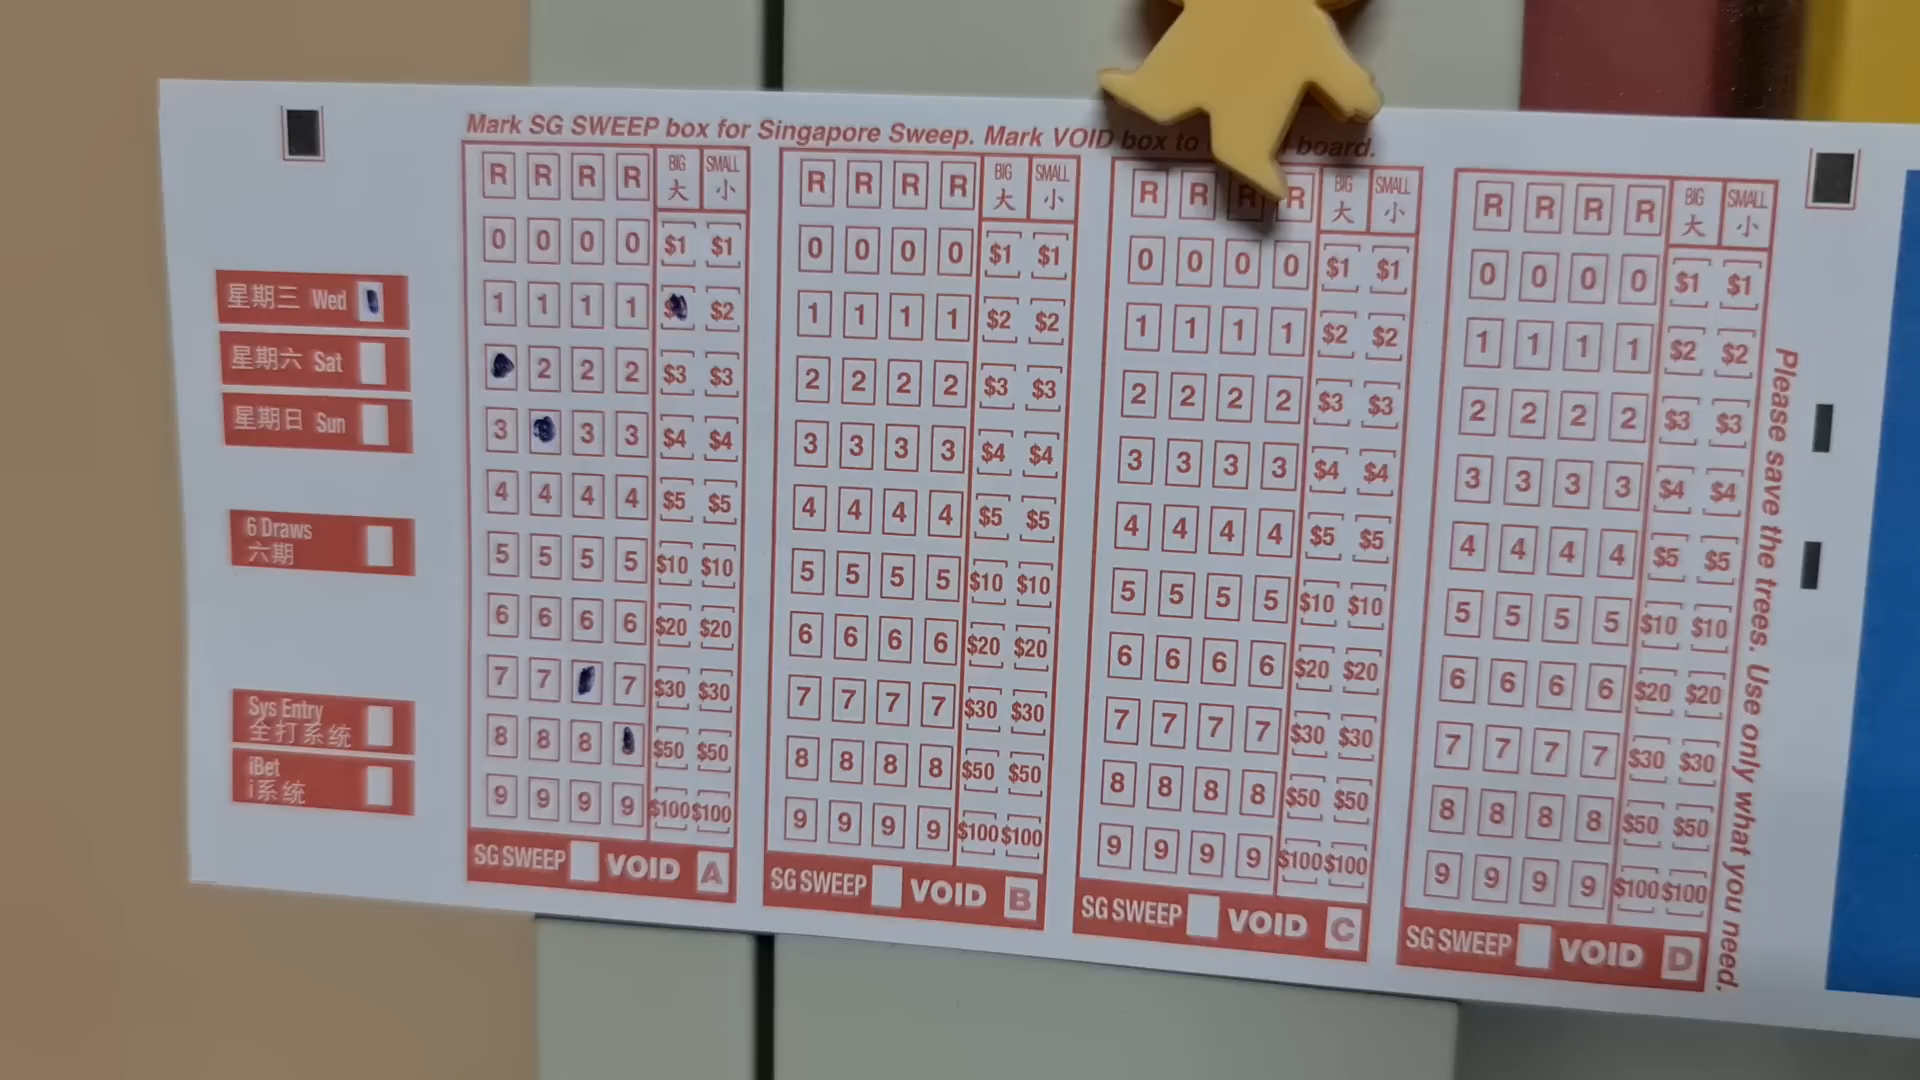 Mark SG SWEEP box for Singapore Sweep. Mark VOID box to board.
R R R R BIG 大 SMALL 小
0 0 0 0 $1 $1
1 1 1 1 $2
2 2 2 $3 $3
3 3 3 $4 $4
4 4 4 4 $5 $5
5 5 5 5 $10 $10
6 6 6 6 $20 $20
7 7 7 $30 $30
8 8 8 $50 $50
9 9 9 9 $100 $100
SG SWEEP VOID A
R R R R BIG 大 SMALL 小
0 0 0 0 $1 $1
1 1 1 1 $2 $2
2 2 2 2 $3 $3
3 3 3 3 $4 $4
4 4 4 4 $5 $5
5 5 5 5 $10 $10
6 6 6 6 $20 $20
7 7 7 7 $30 $30
8 8 8 8 $50 $50
9 9 9 9 $100 $100
SG SWEEP VOID B
R R R R BIG 大 SMALL 小
0 0 0 0 $1 $1
1 1 1 1 $2 $2
2 2 2 2 $3 $3
3 3 3 3 $4 $4
4 4 4 4 $5 $5
5 5 5 5 $10 $10
6 6 6 6 $20 $20
7 7 7 7 $30 $30
8 8 8 8 $50 $50
9 9 9 9 $100 $100
SG SWEEP VOID C
R R R R BIG 大 SMALL 小
0 0 0 0 $1 $1
1 1 1 1 $2 $2
2 2 2 2 $3 $3
3 3 3 3 $4 $4
4 4 4 4 $5 $5
5 5 5 5 $10 $10
6 6 6 6 $20 $20
7 7 7 7 $30 $30
8 8 8 8 $50 $50
9 9 9 9 $100 $100
SG SWEEP VOID D
星期三 Wed
星期六 Sat
星期日 Sun
6 Draws
六期
Sys Entry
全打系统
iBet
i系统
Please save the trees. Use only what you need.